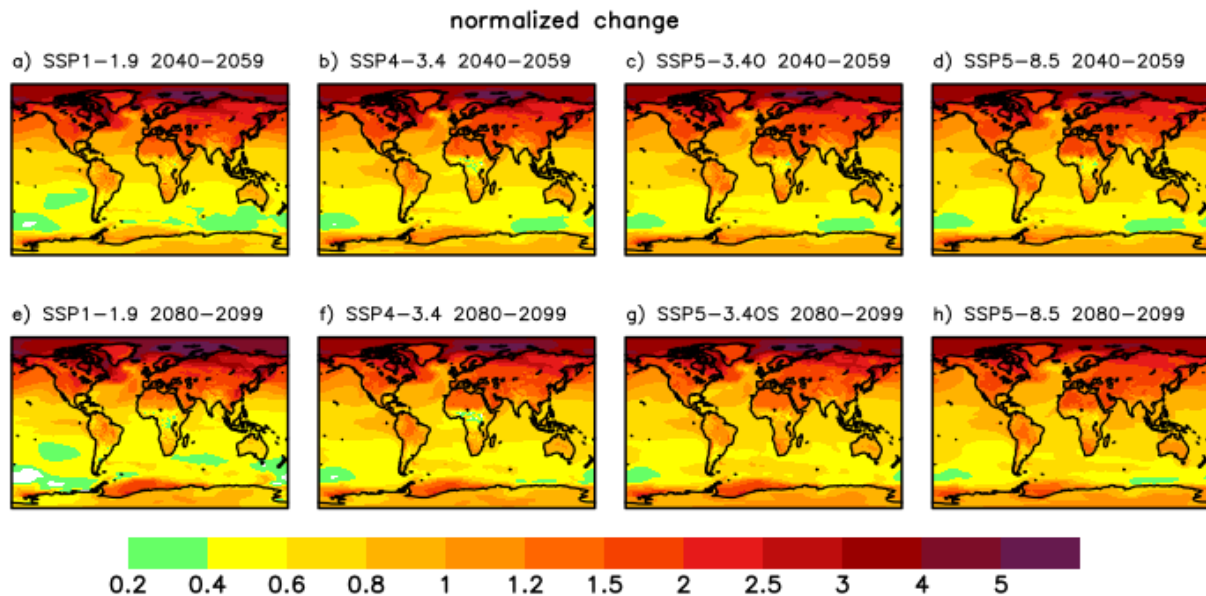 normalized change
a) SSP1-1.9 2040-2059
b) SSP4-3.4 2040-2059
c) SSP5-3.4O 2040-2059
d) SSP5-8.5 2040-2059
e) SSP1-1.9 2080-2099
f) SSP4-3.4 2080-2099
g) SSP5-3.4OS 2080-2099
h) SSP5-8.5 2080-2099
0.2 0.4 0.6 0.8 1 1.2 1.5 2 2.5 3 4 5